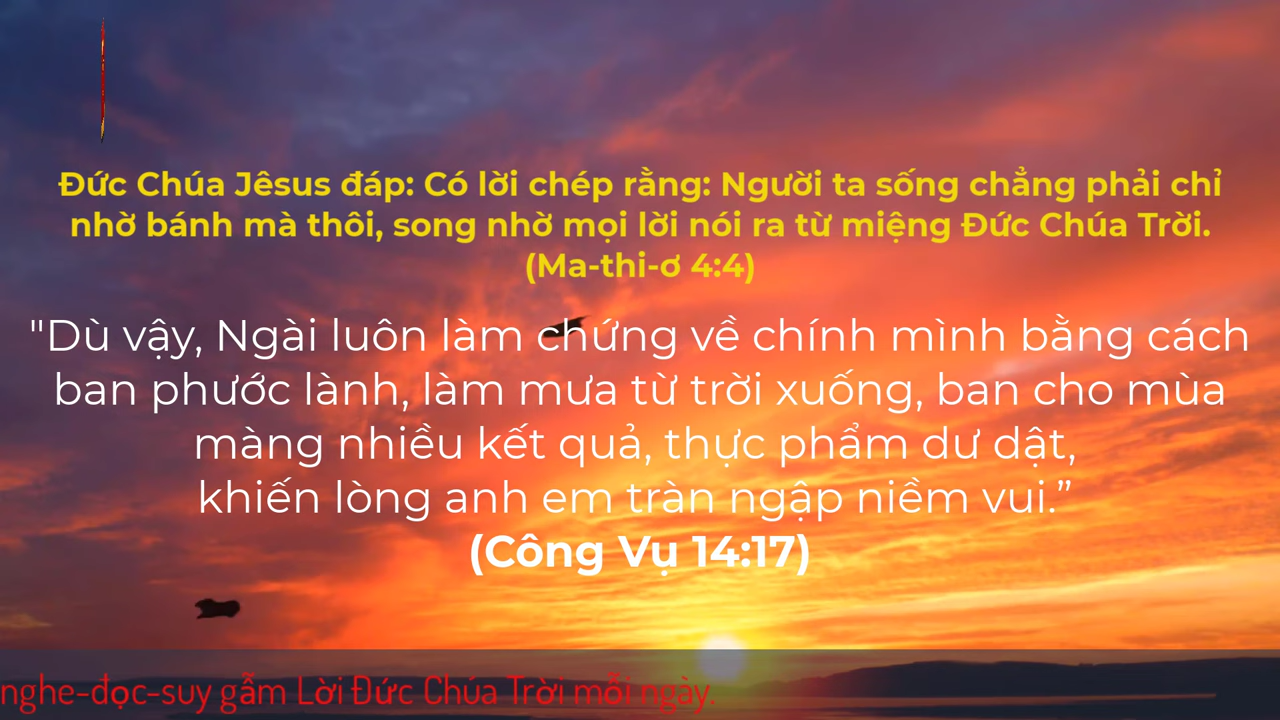 Đức Chúa Jêsus đáp: Có lời chép rằng: Người ta sống chẳng phải chỉ
nhờ bánh mà thôi, song nhờ mọi lời nói ra từ miệng Đức Chúa Trời.
(Ma-thi-ơ 4:4)
"Dù vậy, Ngài luôn làm chứng về chính mình bằng cách
ban phước lành, làm mưa từ trời xuống, ban cho mùa
màng nhiều kết quả, thực phẩm dư dật,
khiến lòng anh em tràn ngập niềm vui.”
(Công Vụ 14:17)
nghe-đọc-suy gẫm Lời Đức Chúa Trời mỗi ngày.